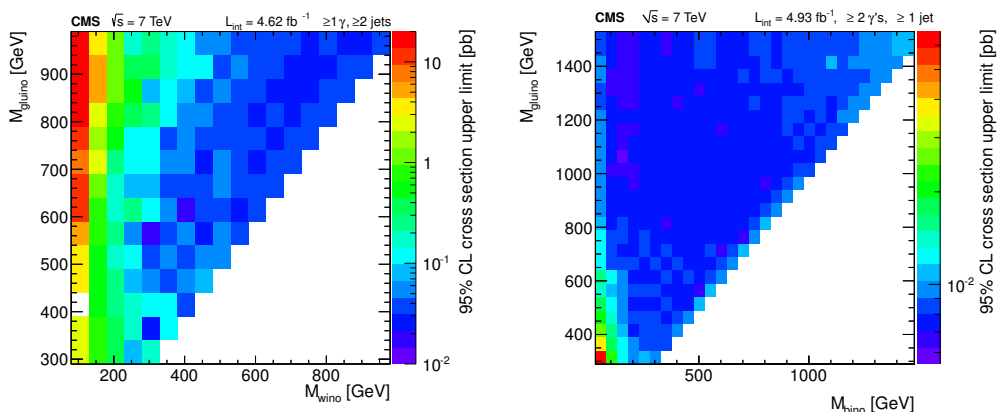 CMS √s = 7 TeV L_int = 4.62 fb⁻¹ ≥1γ, ≥2 jets
M_gluino [GeV]
900
800
700
600
500
400
300
200 400 600 800
M_wino [GeV]
10
1
10⁻¹
10⁻²
95% CL cross section upper limit [pb]
CMS √s = 7 TeV L_int = 4.93 fb⁻¹, ≥ 2 γ's, ≥ 1 jet
M_gluino [GeV]
1400
1200
1000
800
600
400
500 1000
M_bino [GeV]
10⁻²
95% CL cross section upper limit [pb]